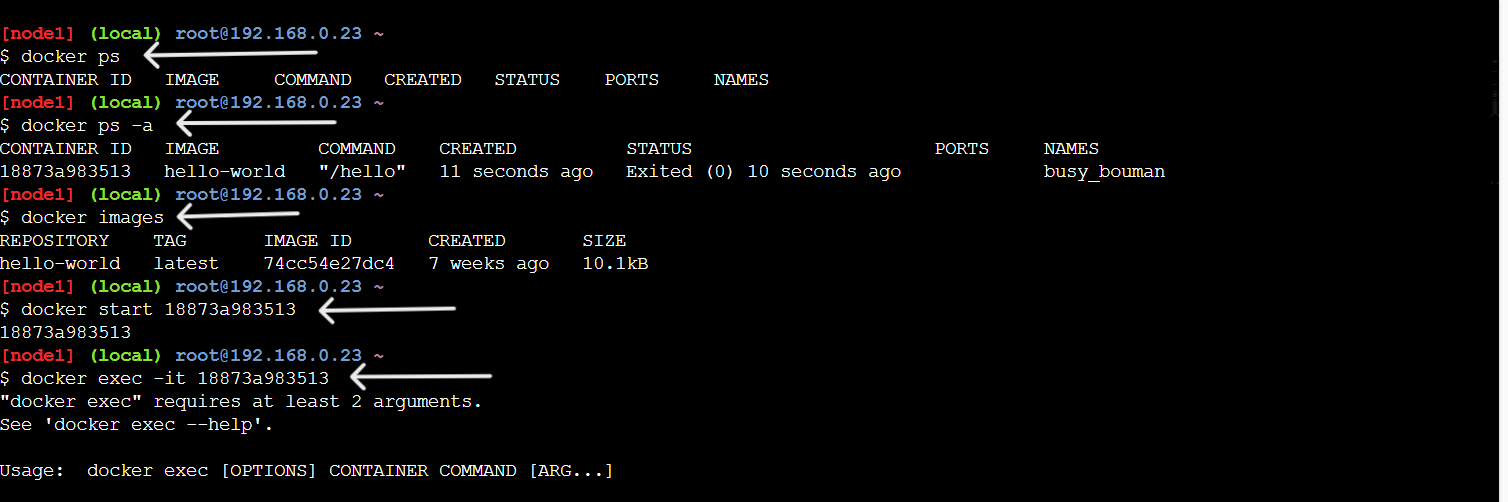 [node1] (local) root@192.168.0.23 ~
$ docker ps
CONTAINER ID   IMAGE     COMMAND   CREATED   STATUS    PORTS     NAMES
[node1] (local) root@192.168.0.23 ~
$ docker ps -a
CONTAINER ID   IMAGE         COMMAND    CREATED          STATUS                      PORTS     NAMES
18873a983513   hello-world   "/hello"   11 seconds ago   Exited (0) 10 seconds ago             busy_bouman
[node1] (local) root@192.168.0.23 ~
$ docker images
REPOSITORY    TAG       IMAGE ID       CREATED       SIZE
hello-world   latest    74cc54e27dc4   7 weeks ago   10.1kB
[node1] (local) root@192.168.0.23 ~
$ docker start 18873a983513
18873a983513
[node1] (local) root@192.168.0.23 ~
$ docker exec -it 18873a983513
"docker exec" requires at least 2 arguments.
See 'docker exec --help'.
Usage:  docker exec [OPTIONS] CONTAINER COMMAND [ARG...]